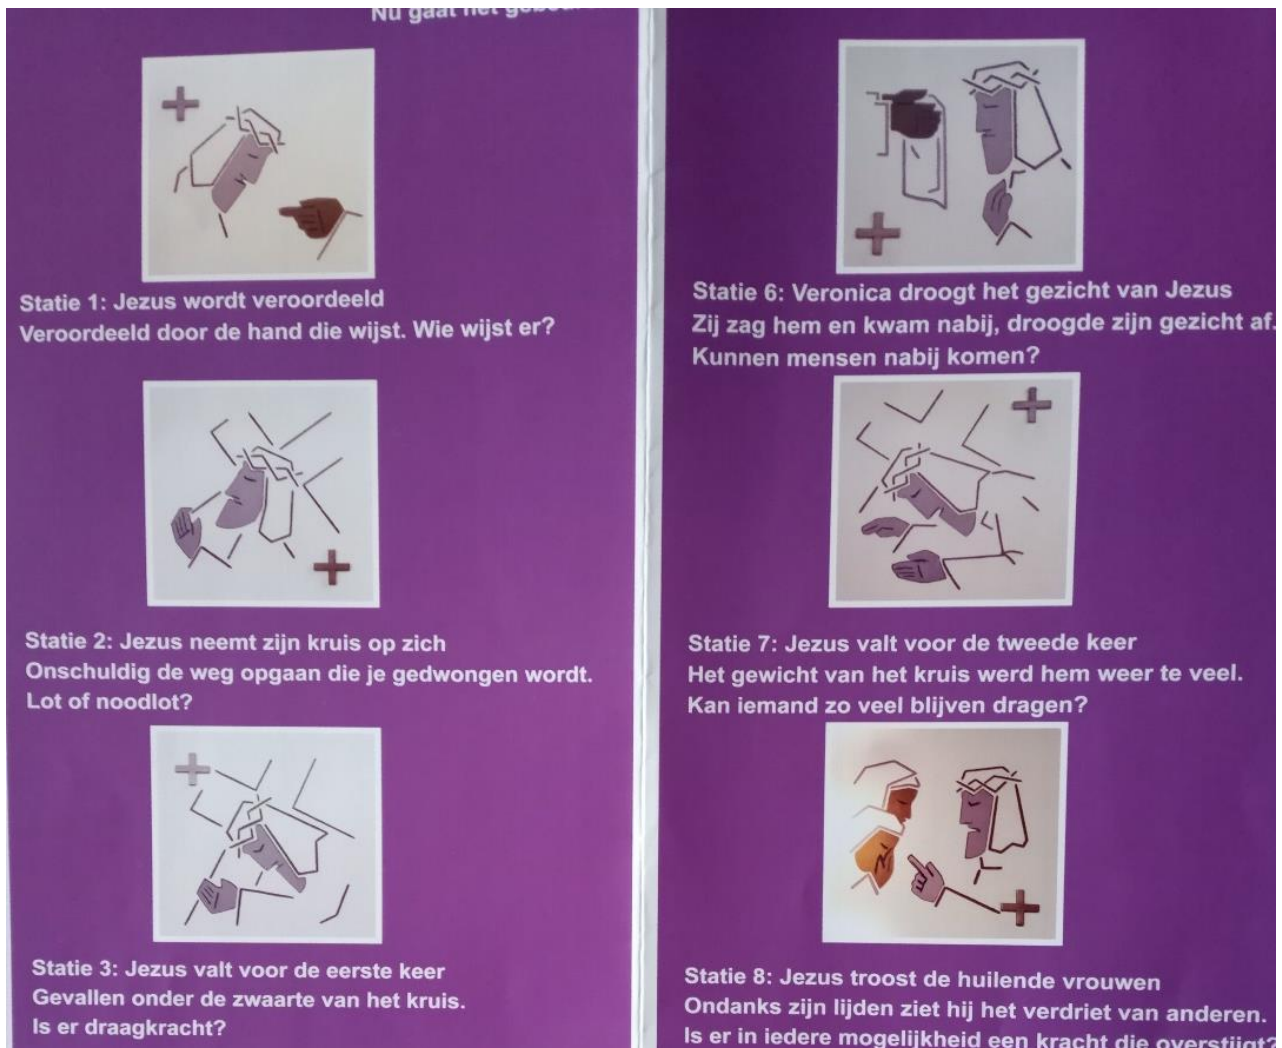 Nu gaat het
Statie 1: Jezus wordt veroordeeld
Veroordeeld door de hand die wijst. Wie wijst er?
Statie 2: Jezus neemt zijn kruis op zich
Onschuldig de weg opgaan die je gedwongen wordt.
Lot of noodlot?
Statie 3: Jezus valt voor de eerste keer
Gevallen onder de zwaarte van het kruis.
Is er draagkracht?
Statie 6: Veronica droogt het gezicht van Jezus
Zij zag hem en kwam nabij, droogde zijn gezicht af.
Kunnen mensen nabij komen?
Statie 7: Jezus valt voor de tweede keer
Het gewicht van het kruis werd hem weer te veel.
Kan iemand zo veel blijven dragen?
Statie 8: Jezus troost de huilende vrouwen
Ondanks zijn lijden ziet hij het verdriet van anderen.
Is er in iedere mogelijkheid een kracht die overstijgt?